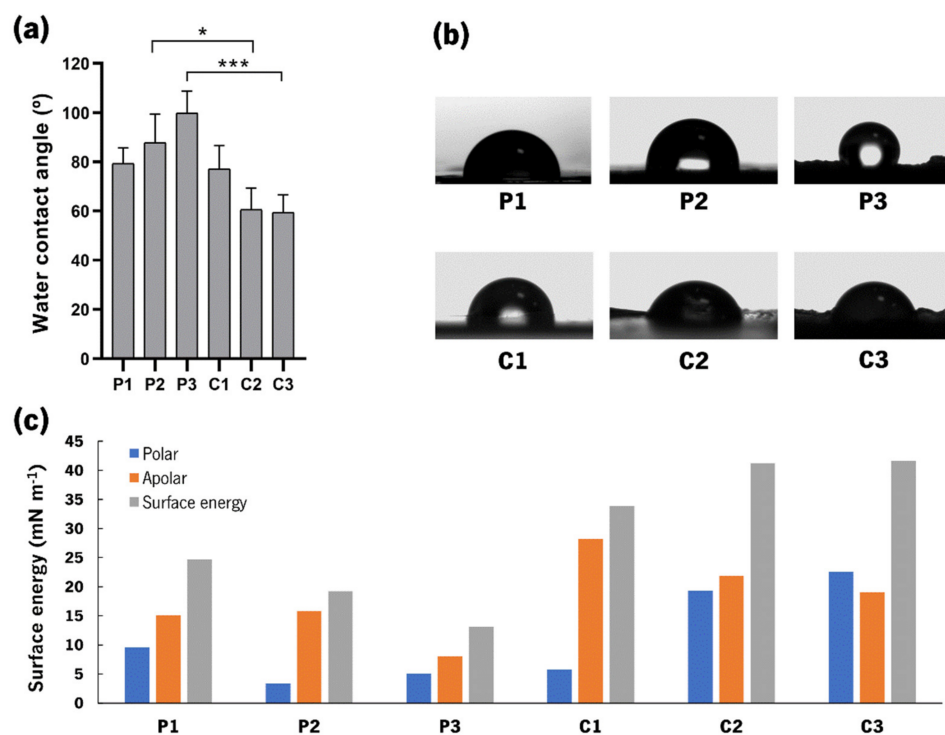 (a)
*
***
120
100
80
60
40
20
0
Water contact angle (º)
P1 P2 P3 C1 C2 C3
(b)
P1 P2 P3
C1 C2 C3
(c)
45
40
35
30
25
20
15
10
5
0
Surface energy (mN m⁻¹)
Polar
Apolar
Surface energy
P1 P2 P3 C1 C2 C3